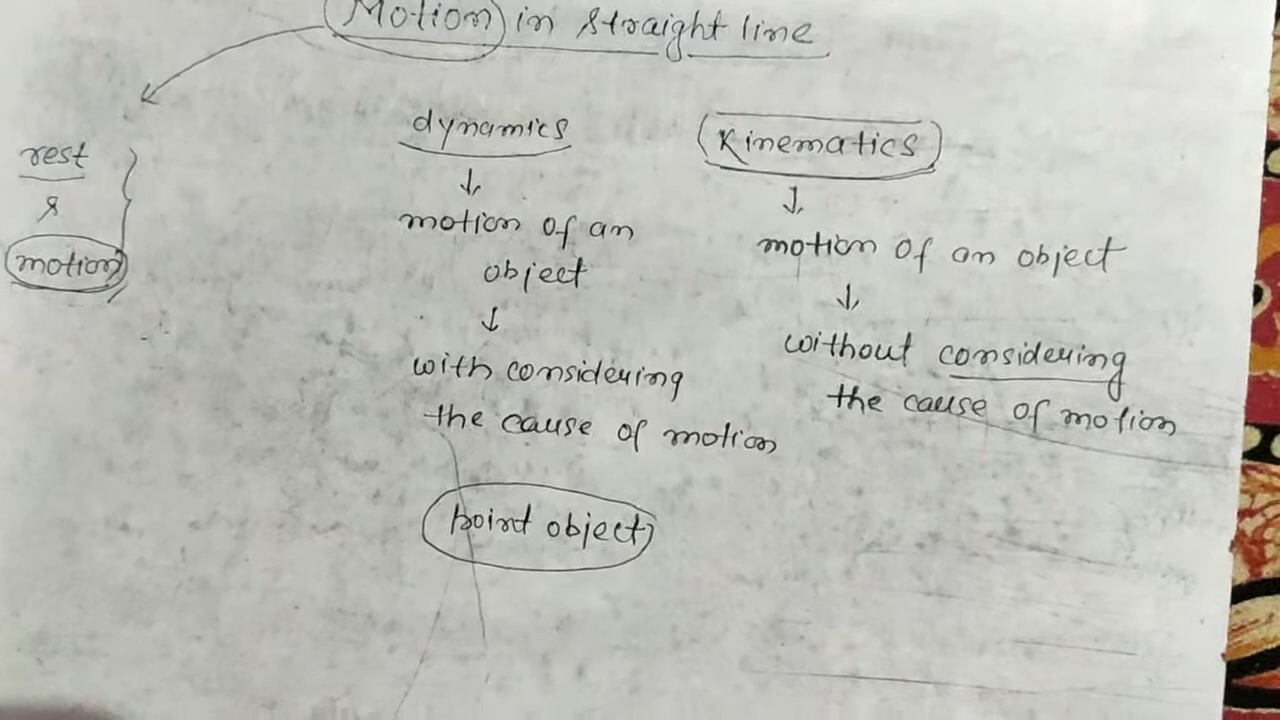 Motion in straight line
rest
&
motion
dynamics
↓
motion of an
object
↓
with considering
the cause of motion
Kinematics
↓
motion of an object
↓
without considering
the cause of motion
point object